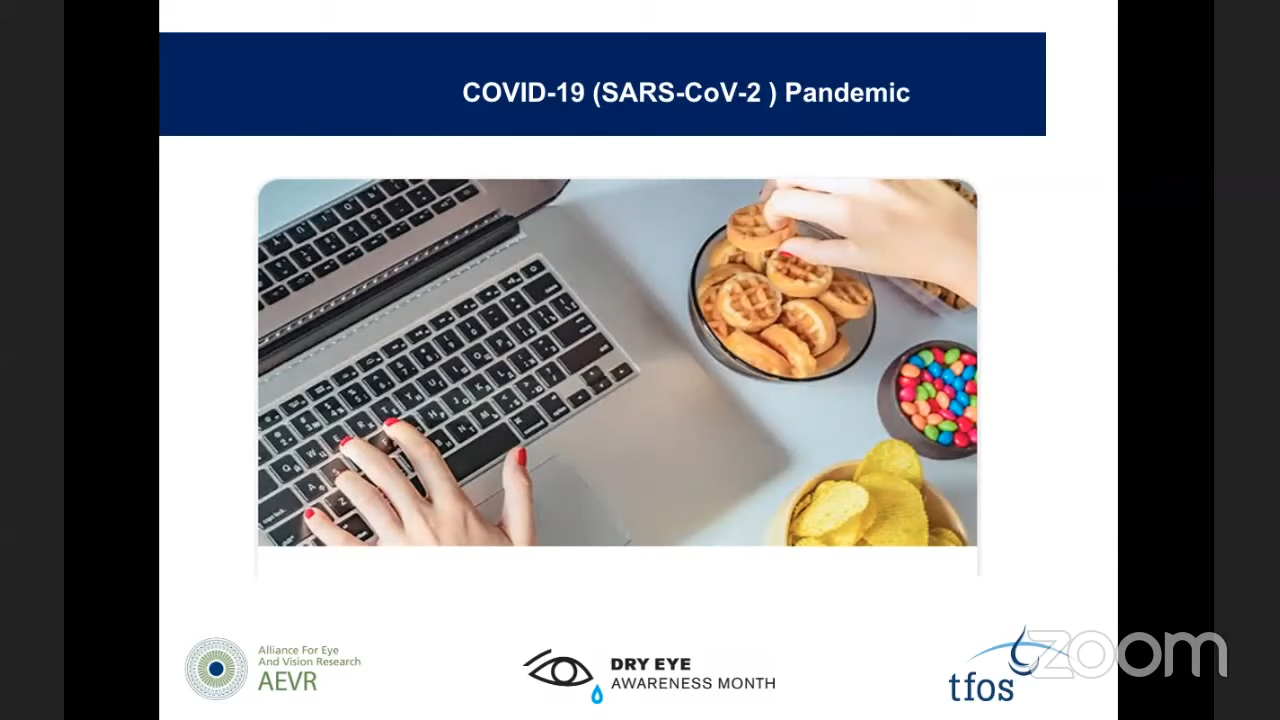 COVID-19 (SARS-CoV-2 ) Pandemic
Alliance For Eye
And Vision Research
AEVR
DRY EYE
AWARENESS MONTH
tfos
zoom